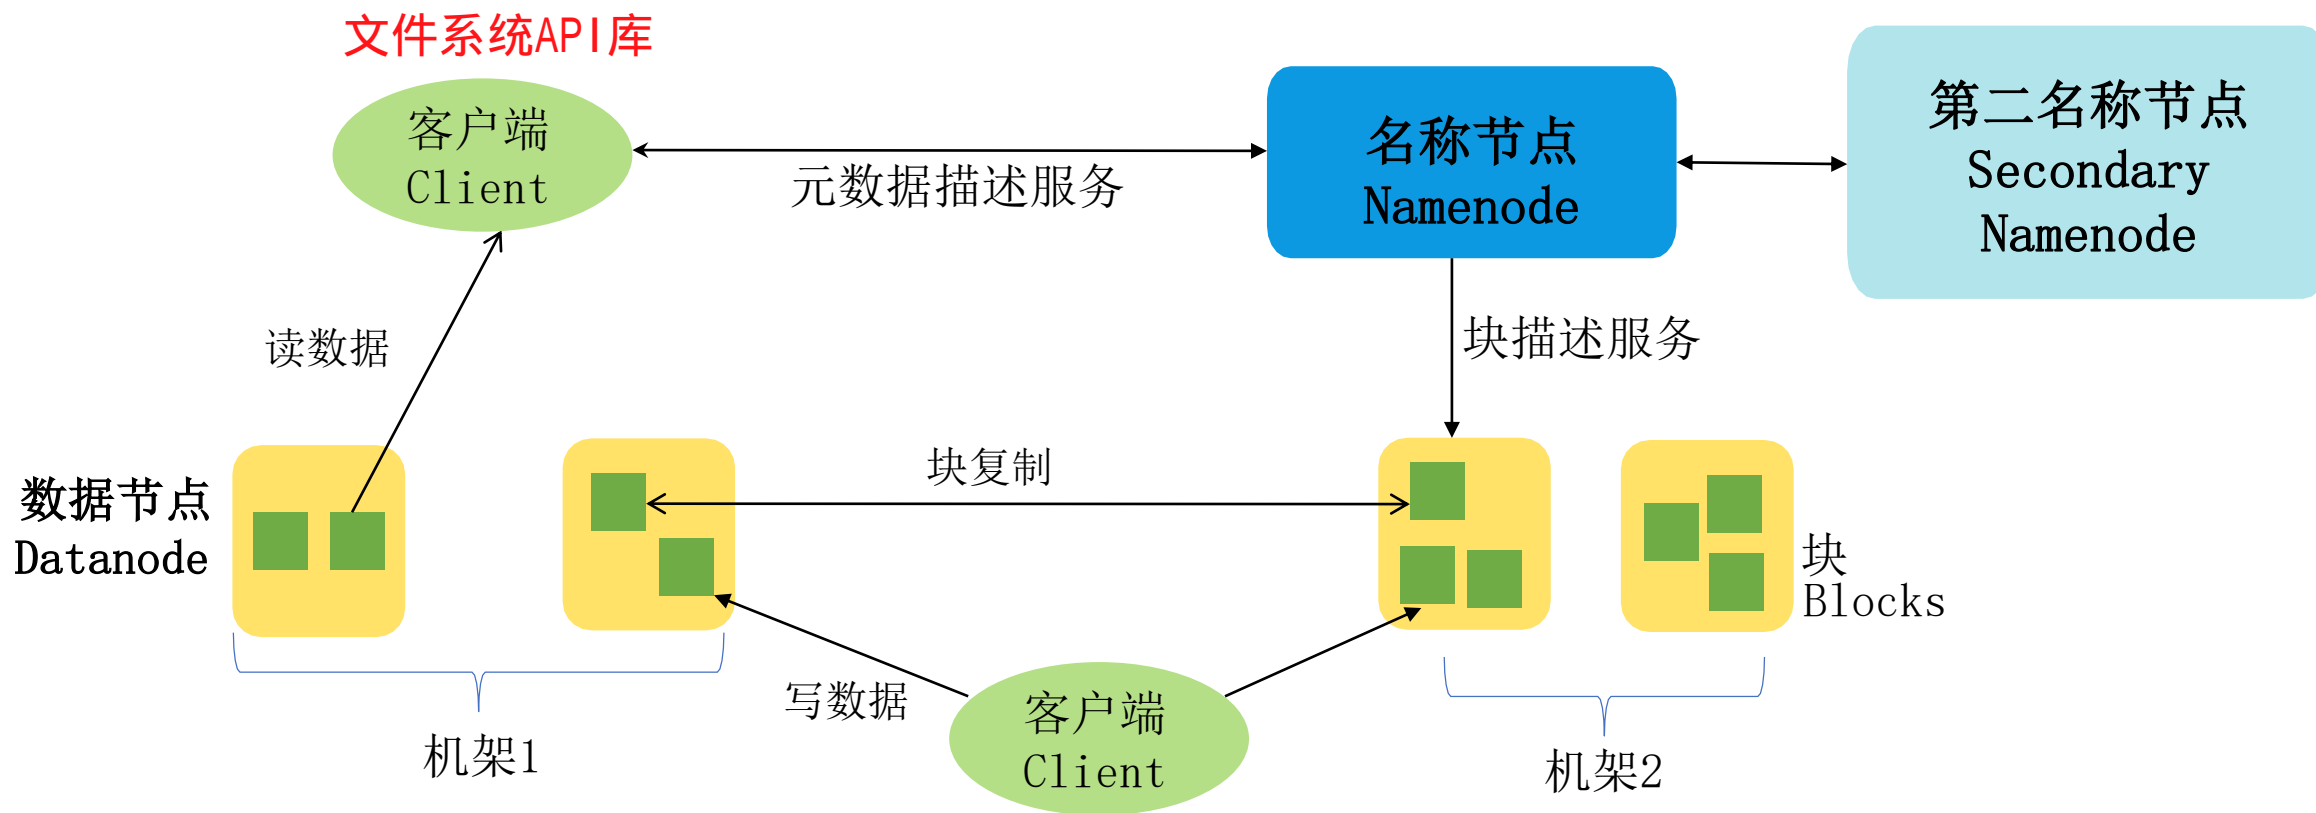 文件系统API库
客户端
Client
元数据描述服务
名称节点
Namenode
第二名称节点
Secondary
Namenode
读数据
块描述服务
数据节点
Datanode
块复制
块
Blocks
写数据
机架1
客户端
Client
机架2